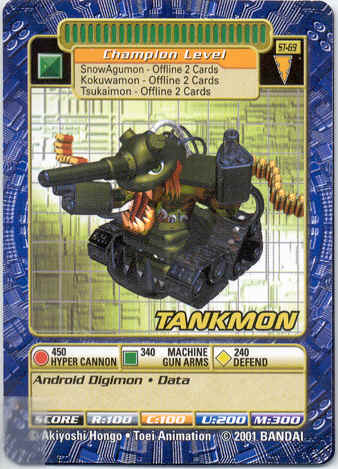 Champion Level
St-69
SnowAgumon - Offline 2 Cards
Kokuwamon - Offline 2 Cards
Tsukaimon - Offline 2 Cards
TANKMON
450 HYPER CANNON
340 MACHINE GUN ARMS
240 DEFEND
Android Digimon • Data
SCORE R:100 C:100 U:200 M:300
Akiyoshi Hongo • Toei Animation • © 2001 BANDAI